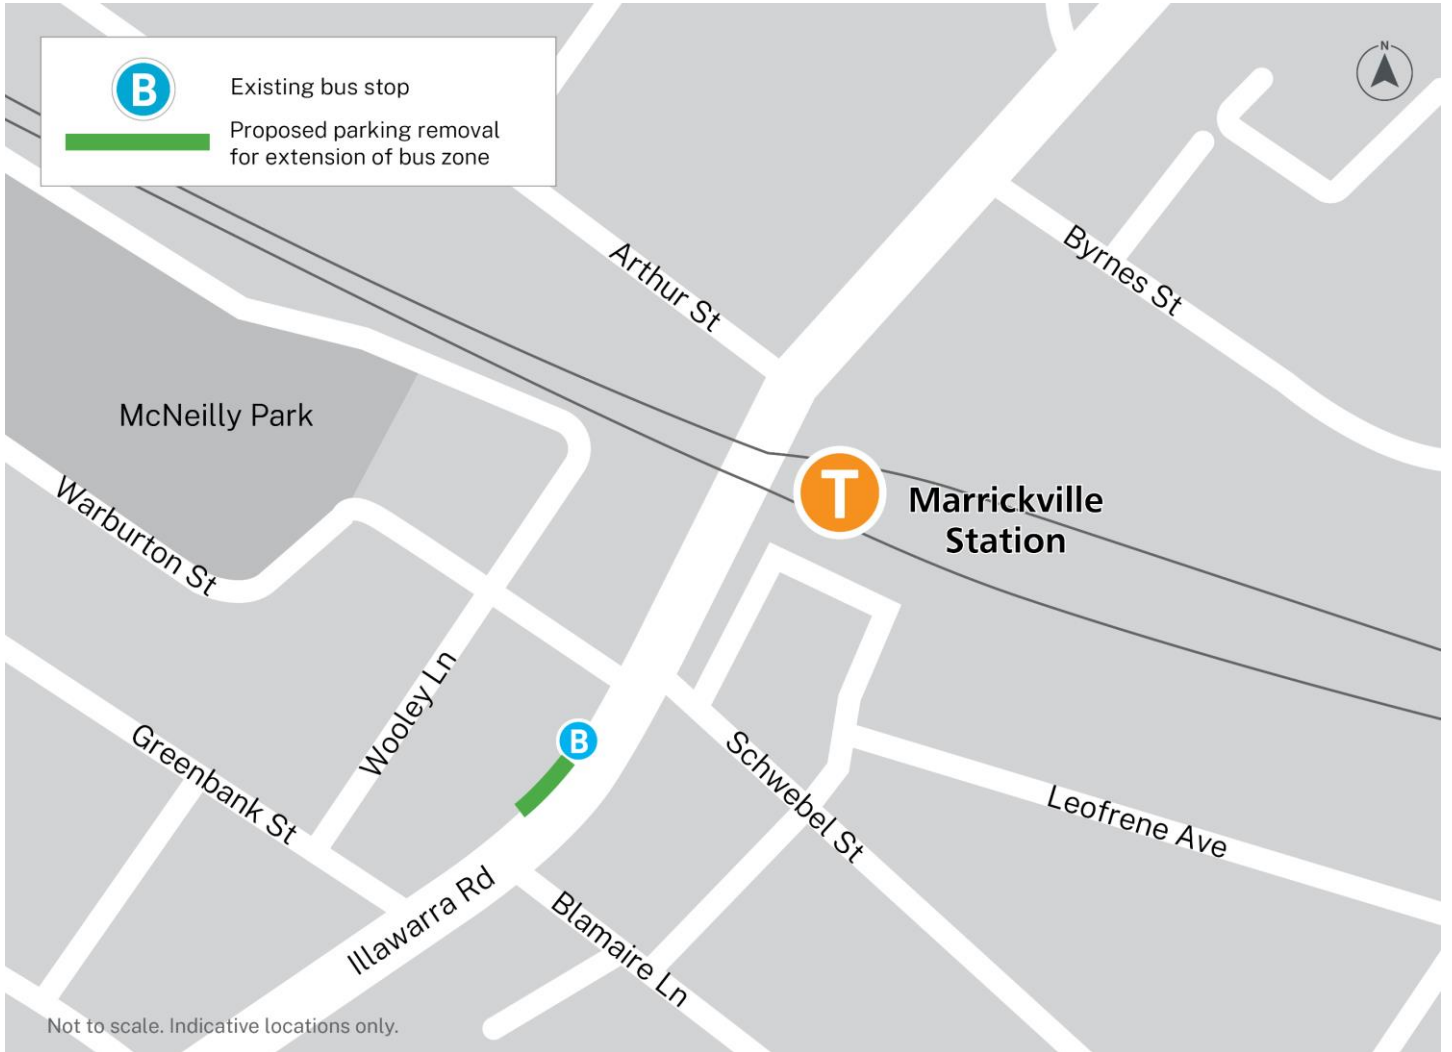 B
Existing bus stop
Proposed parking removal
for extension of bus zone
N
Arthur St
Byrnes St
McNeilly Park
T
Marrickville
Station
Warburton St
Wooley Ln
Greenbank St
B
Schwebel St
Leofrene Ave
Illawarra Rd
Blamaire Ln
Not to scale. Indicative locations only.